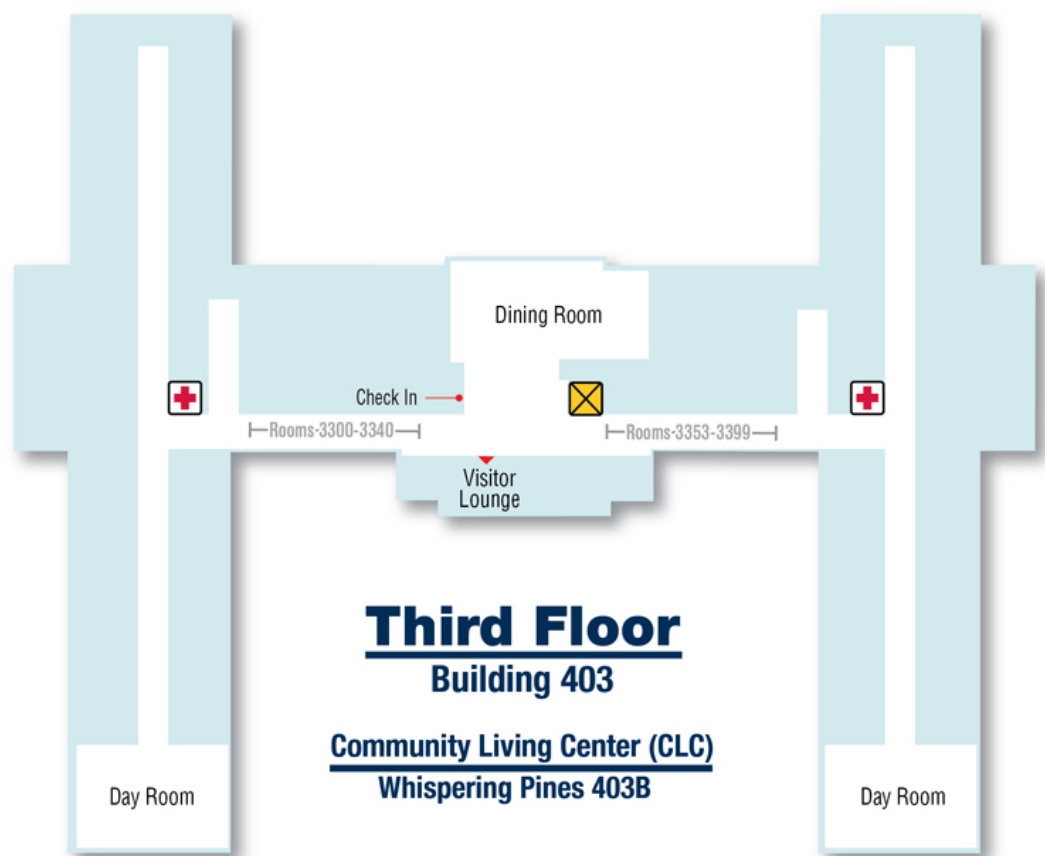 Dining Room
Check In
Rooms-3300-3340
Rooms-3353-3399
Visitor
Lounge
Third Floor
Building 403
Community Living Center (CLC)
Whispering Pines 403B
Day Room
Day Room